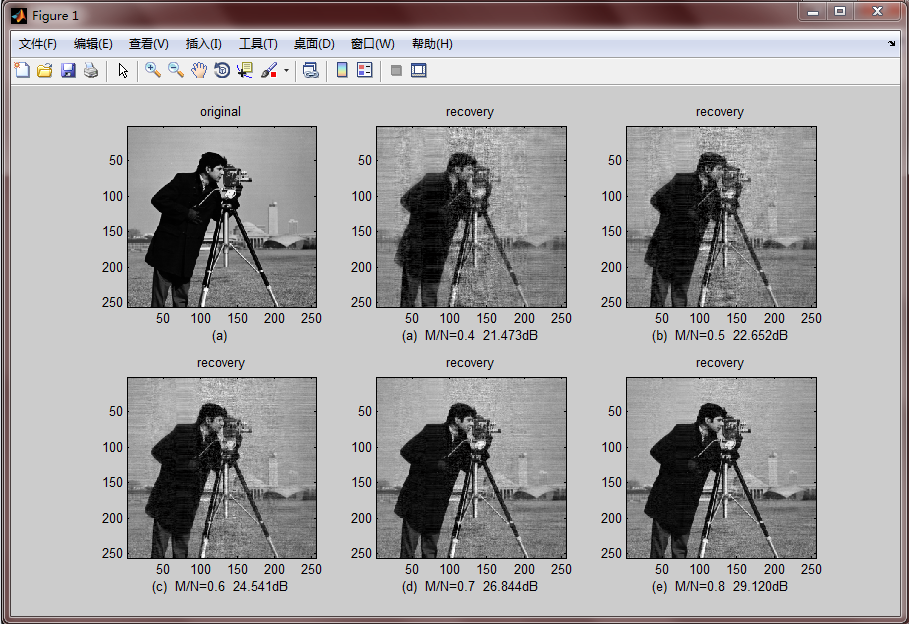 Figure 1
文件(F) 编辑(E) 查看(V) 插入(I) 工具(T) 桌面(D) 窗口(W) 帮助(H)
original
50
100
150
200
250
50 100 150 200 250
(a)
recovery
50
100
150
200
250
50 100 150 200 250
(a) M/N=0.4 21.473dB
recovery
50
100
150
200
250
50 100 150 200 250
(b) M/N=0.5 22.652dB
recovery
50
100
150
200
250
50 100 150 200 250
(c) M/N=0.6 24.541dB
recovery
50
100
150
200
250
50 100 150 200 250
(d) M/N=0.7 26.844dB
recovery
50
100
150
200
250
50 100 150 200 250
(e) M/N=0.8 29.120dB